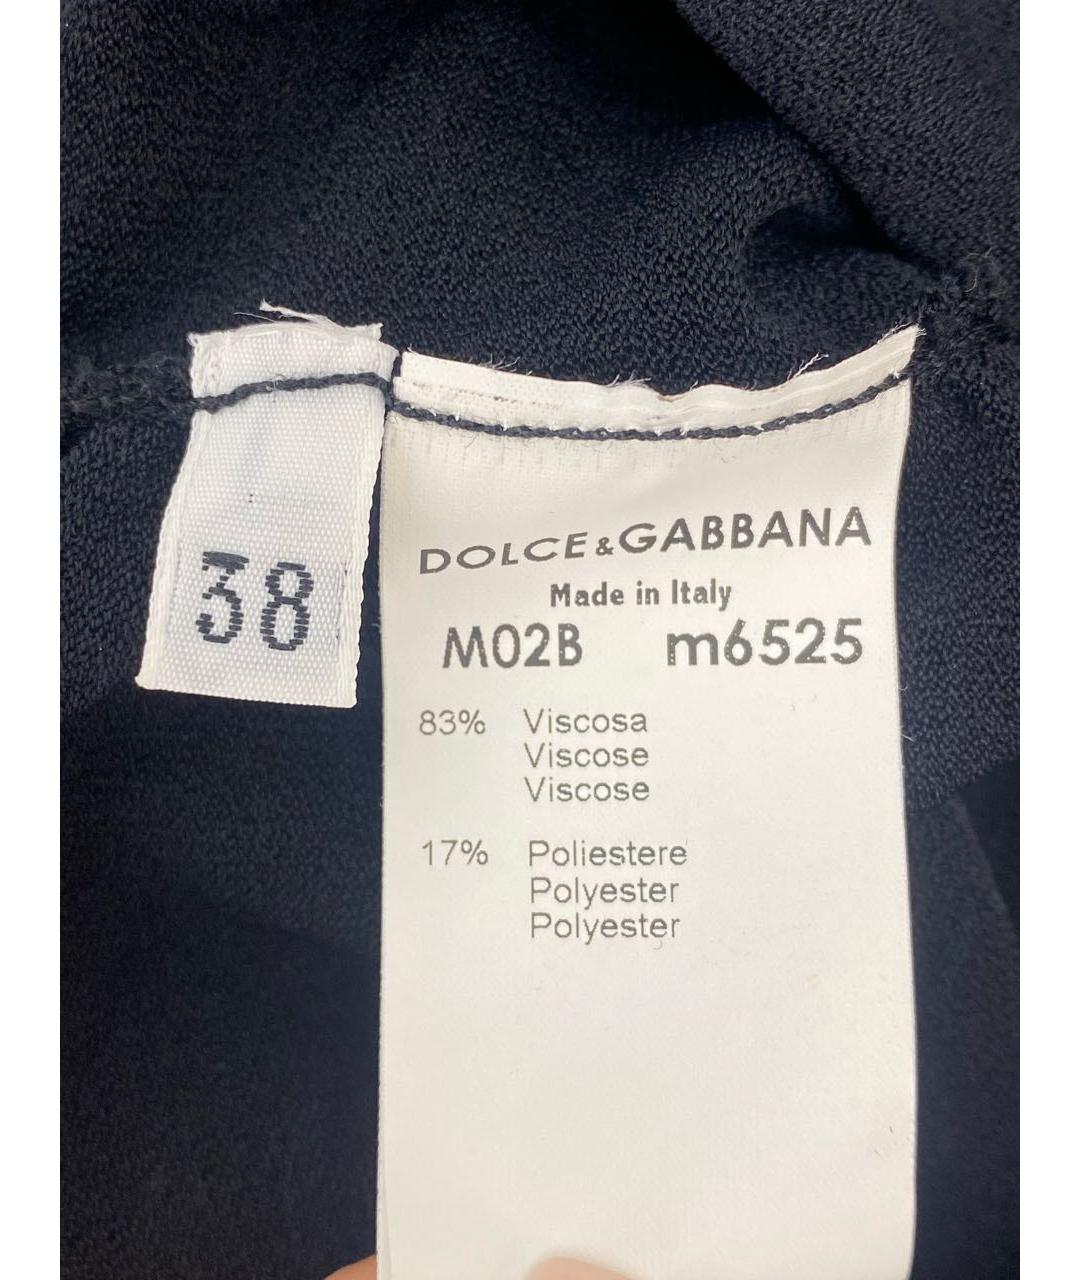 38
DOLCE & GABBANA
Made in Italy
M02B m6525
83% Viscosa
Viscose
Viscose
17% Poliestere
Polyester
Polyester